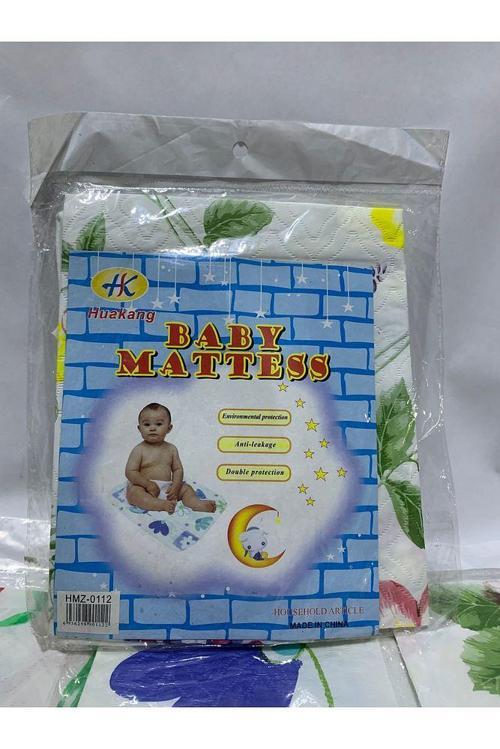 HK
Huakang
BABY
MATTESS
Environmental protection
Anti-leakage
Double protection
HMZ-0112
HOUSEHOLD ARTICLE
MADE IN CHINA